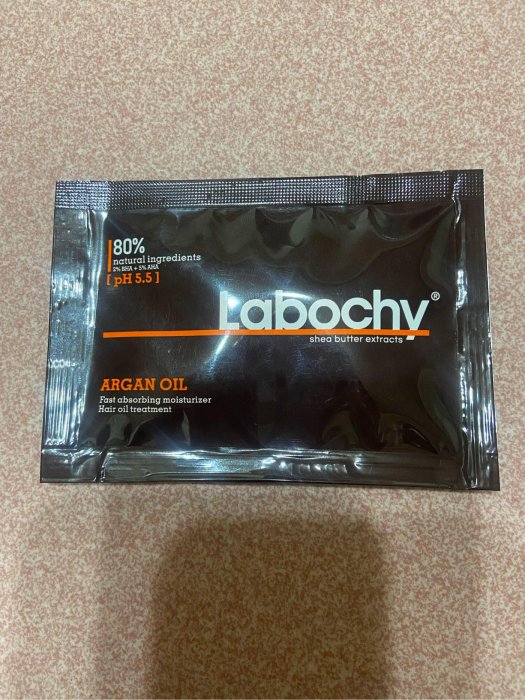 80%
natural ingredients
2% BHA + 5% AHA
[ pH 5.5 ]
Labochy®
shea butter extracts
ARGAN OIL
Fast absorbing moisturizer
Hair oil treatment